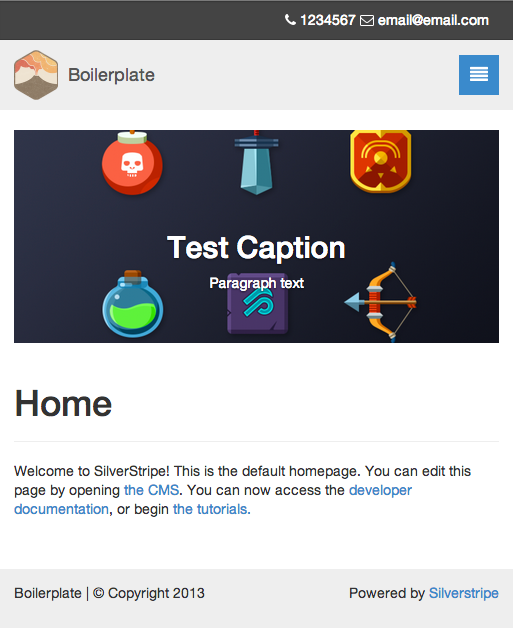 1234567 email@email.com
Boilerplate
Test Caption
Paragraph text
Home
Welcome to SilverStripe! This is the default homepage. You can edit this
page by opening the CMS. You can now access the developer
documentation, or begin the tutorials.
Boilerplate | © Copyright 2013 Powered by Silverstripe